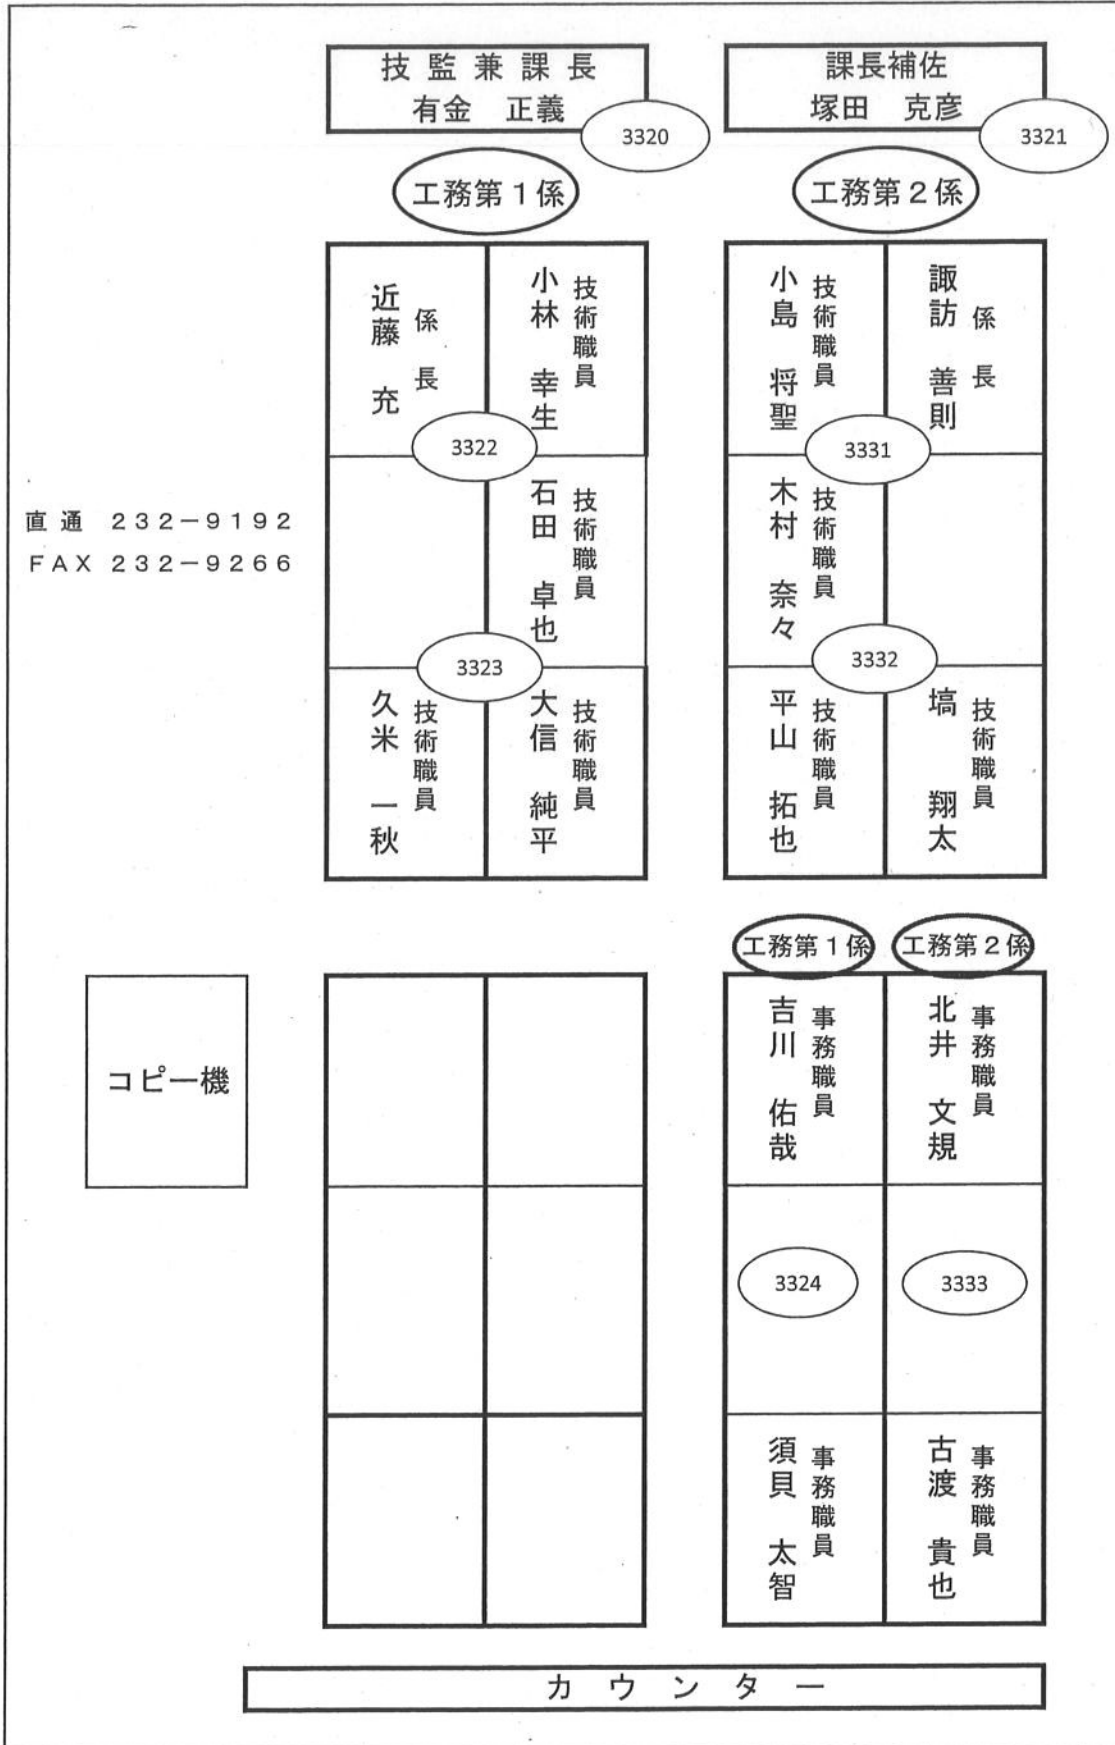 技監兼課長
有金 正義
3320
課長補佐
塚田 克彦
3321
工務第1係
工務第2係
係長
近藤 充
技術職員
小林 幸生
技術職員
小島 将聖
係長
諏訪 善則
3322
3331
技術職員
石田 卓也
技術職員
木村 奈々
直通 232-9192
FAX 232-9266
3323
3332
技術職員
久米 一秋
技術職員
大信 純平
技術職員
平山 拓也
技術職員
塙 翔太
工務第1係
工務第2係
コピー機
事務職員
吉川 佑哉
事務職員
北井 文規
3324
3333
事務職員
須貝 太智
事務職員
古渡 貴也
カウンター